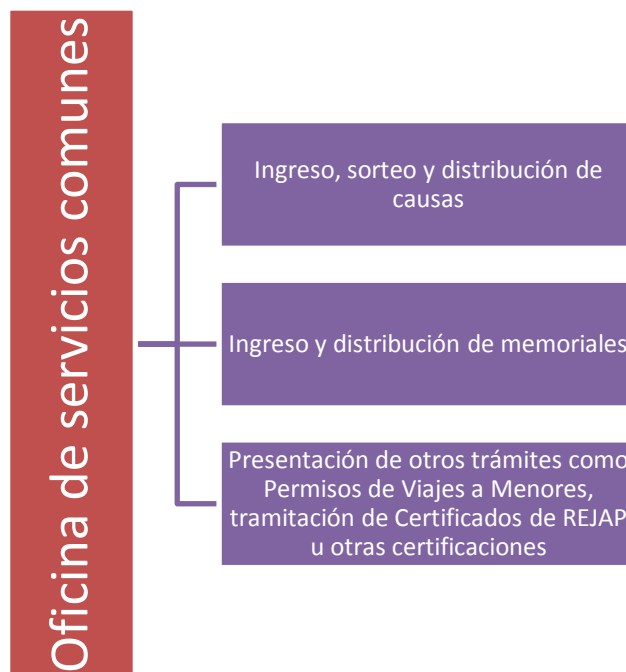 Oficina de servicios comunes
Ingreso, sorteo y distribución de
causas
Ingreso y distribución de memoriales
Presentación de otros trámites como
Permisos de Viajes a Menores,
tramitación de Certificados de REJAP
u otras certificaciones